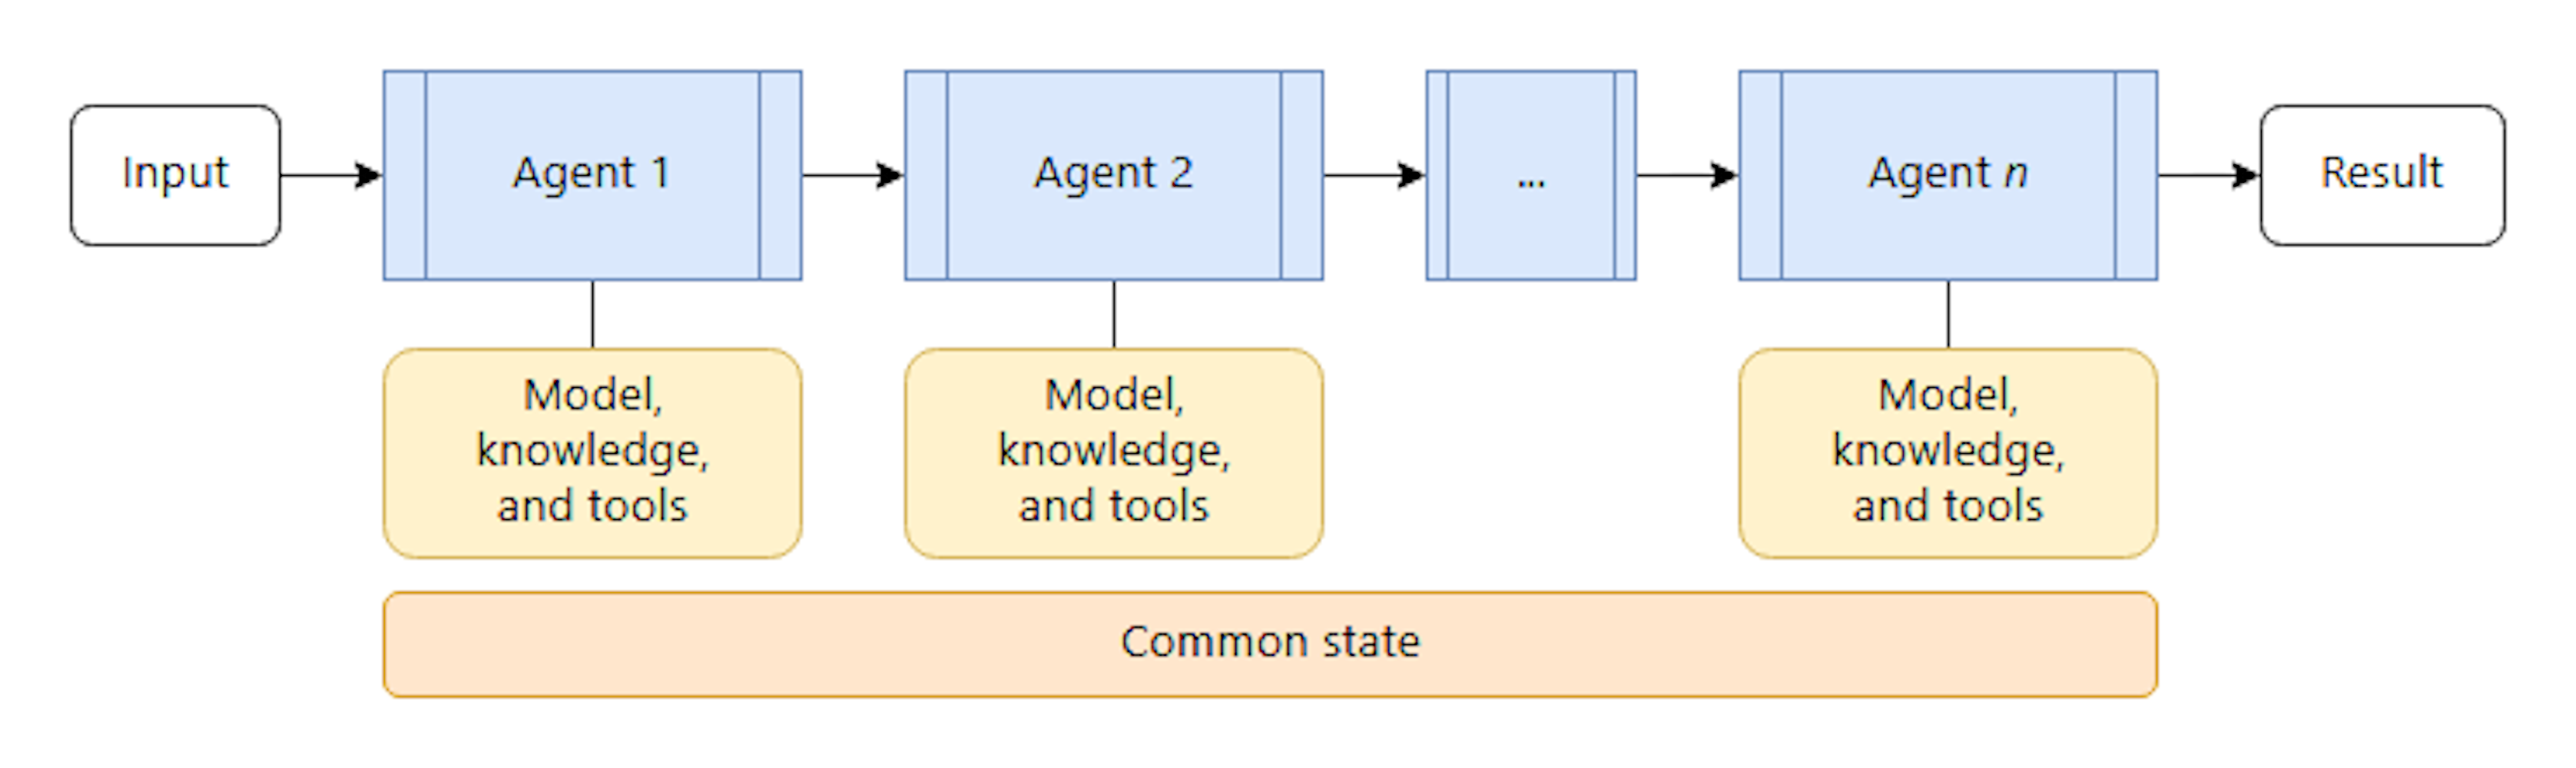 Input
Agent 1
Agent 2
...
Agent n
Result
Model,
knowledge,
and tools
Model,
knowledge,
and tools
Model,
knowledge,
and tools
Common state